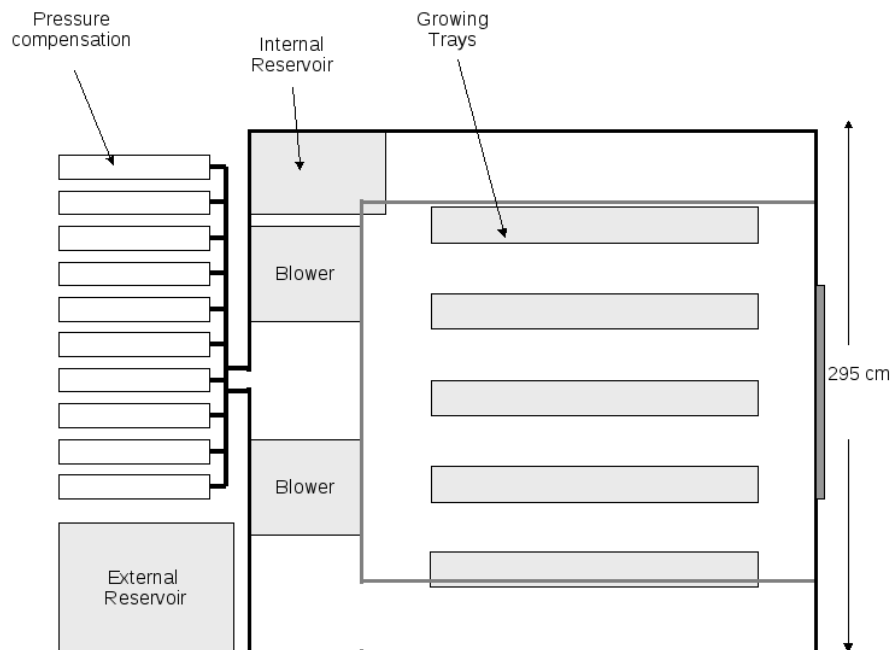 Pressure
compensation
Internal
Reservoir
Growing
Trays
Blower
295 cm
Blower
External
Reservoir